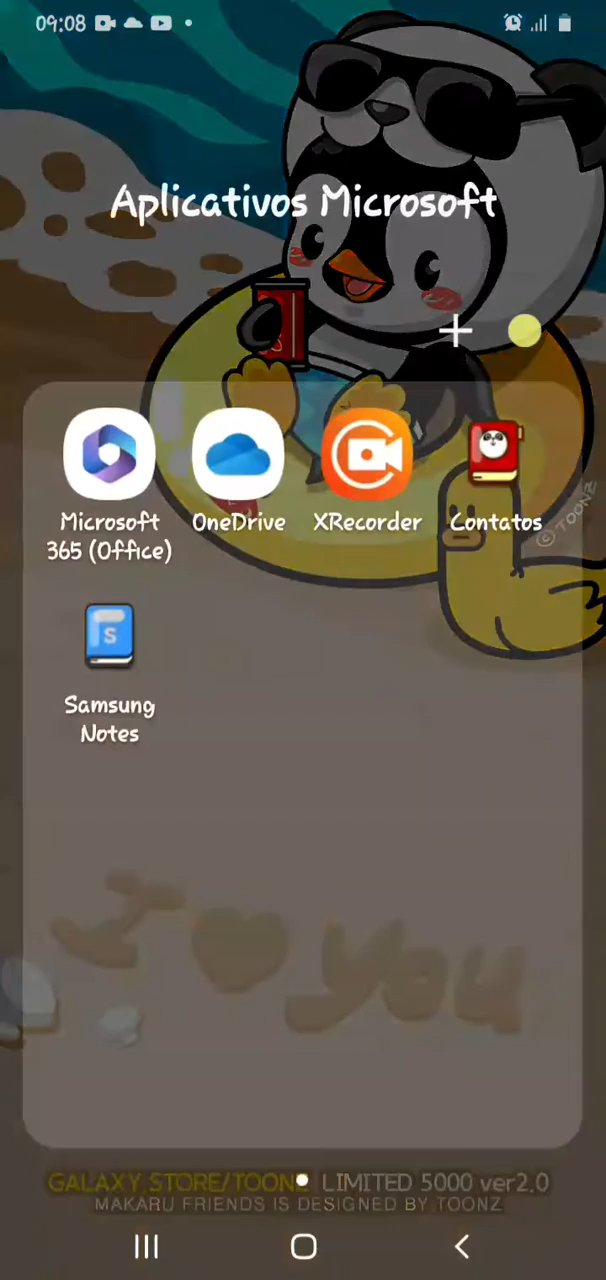 09:08
Aplicativos Microsoft
Microsoft
365 (Office)
OneDrive
XRecorder
Contatos
S
Samsung
Notes
© TOONZ
I you
GALAXY STORE/TOONZ LIMITED 5000 ver2.0
MAKARU FRIENDS IS DESIGNED BY TOONZ